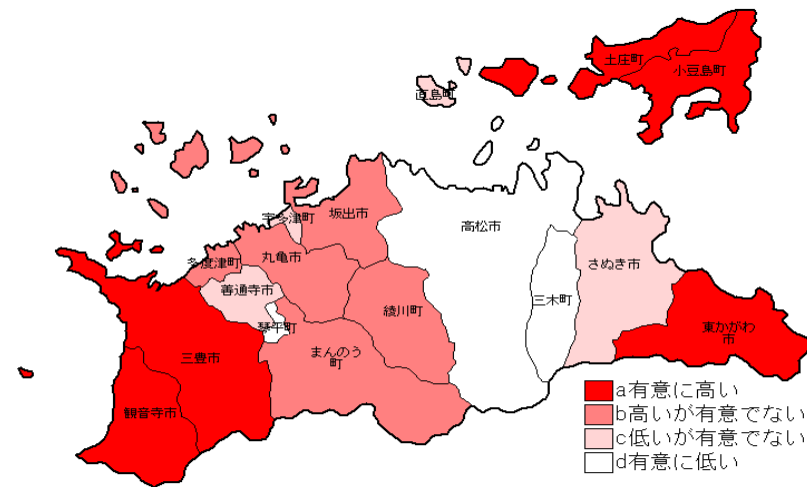 土庄町
小豆島町
直島町
宇多津町
坂出市
高松市
多度津町
丸亀市
さぬき市
善通寺市
三木町
綾川町
琴平町
東かがわ
市
三豊市
まんのう
町
観音寺市
a有意に高い
b高いが有意でない
c低いが有意でない
d有意に低い